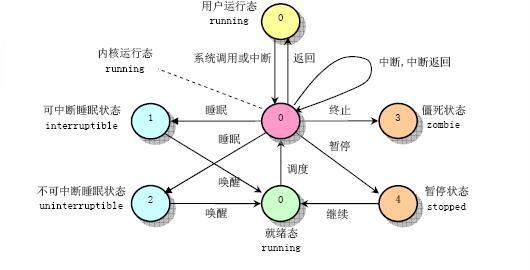 用户运行态
running
0
内核运行态
running
系统调用或中断
返回
中断,中断返回
可中断睡眠状态
interruptible
1
睡眠
0
终止
3
僵死状态
zombie
睡眠
暂停
唤醒
调度
不可中断睡眠状态
uninterruptible
2
唤醒
0
继续
4
暂停状态
stopped
就绪态
running